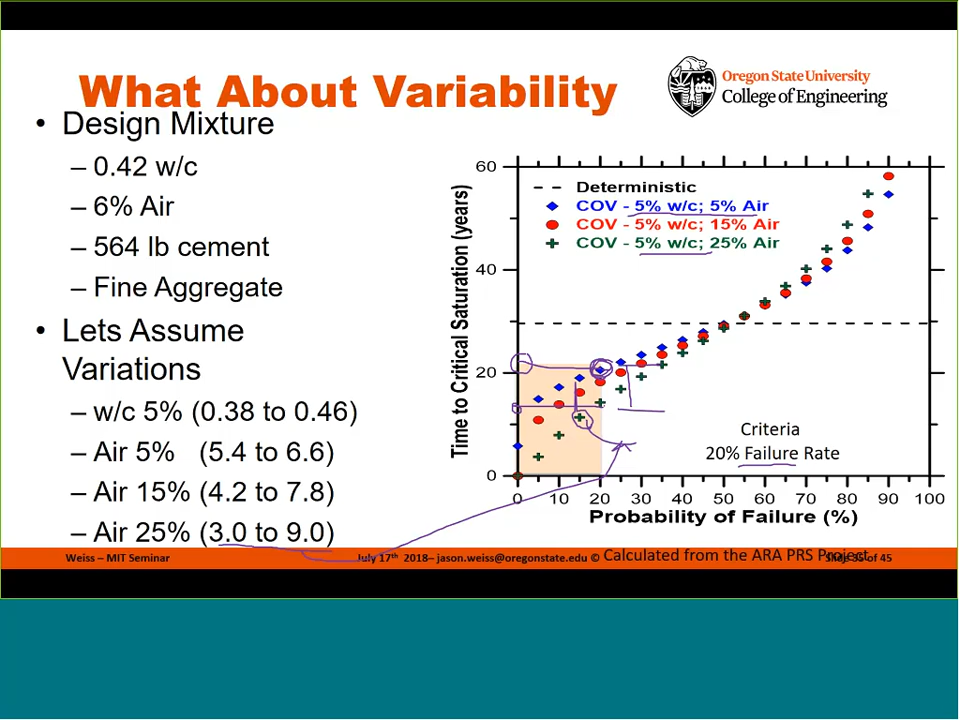 What About Variability
Oregon State University
College of Engineering
• Design Mixture
– 0.42 w/c
– 6% Air
– 564 lb cement
– Fine Aggregate
• Lets Assume
Variations
– w/c 5% (0.38 to 0.46)
– Air 5% (5.4 to 6.6)
– Air 15% (4.2 to 7.8)
– Air 25% (3.0 to 9.0)
Time to Critical Saturation (years)
60
40
20
0
Deterministic
COV - 5% w/c; 5% Air
COV - 5% w/c; 15% Air
COV - 5% w/c; 25% Air
Criteria
20% Failure Rate
0 10 20 30 40 50 60 70 80 90 100
Probability of Failure (%)
Calculated from the ARA PRS Project
Weiss – MIT Seminar
July 17th 2018– jason.weiss@oregonstate.edu ©
Slide 35 of 45